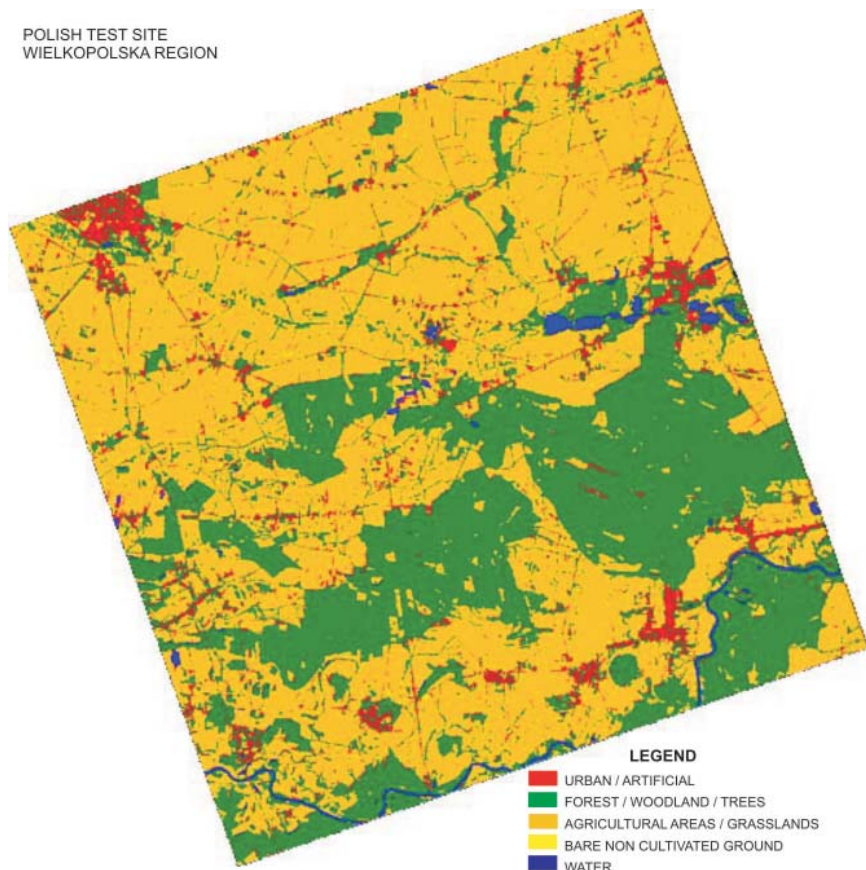 POLISH TEST SITE
WIELKOPOLSKA REGION
LEGEND
URBAN / ARTIFICIAL
FOREST / WOODLAND / TREES
AGRICULTURAL AREAS / GRASSLANDS
BARE NON CULTIVATED GROUND
WATER